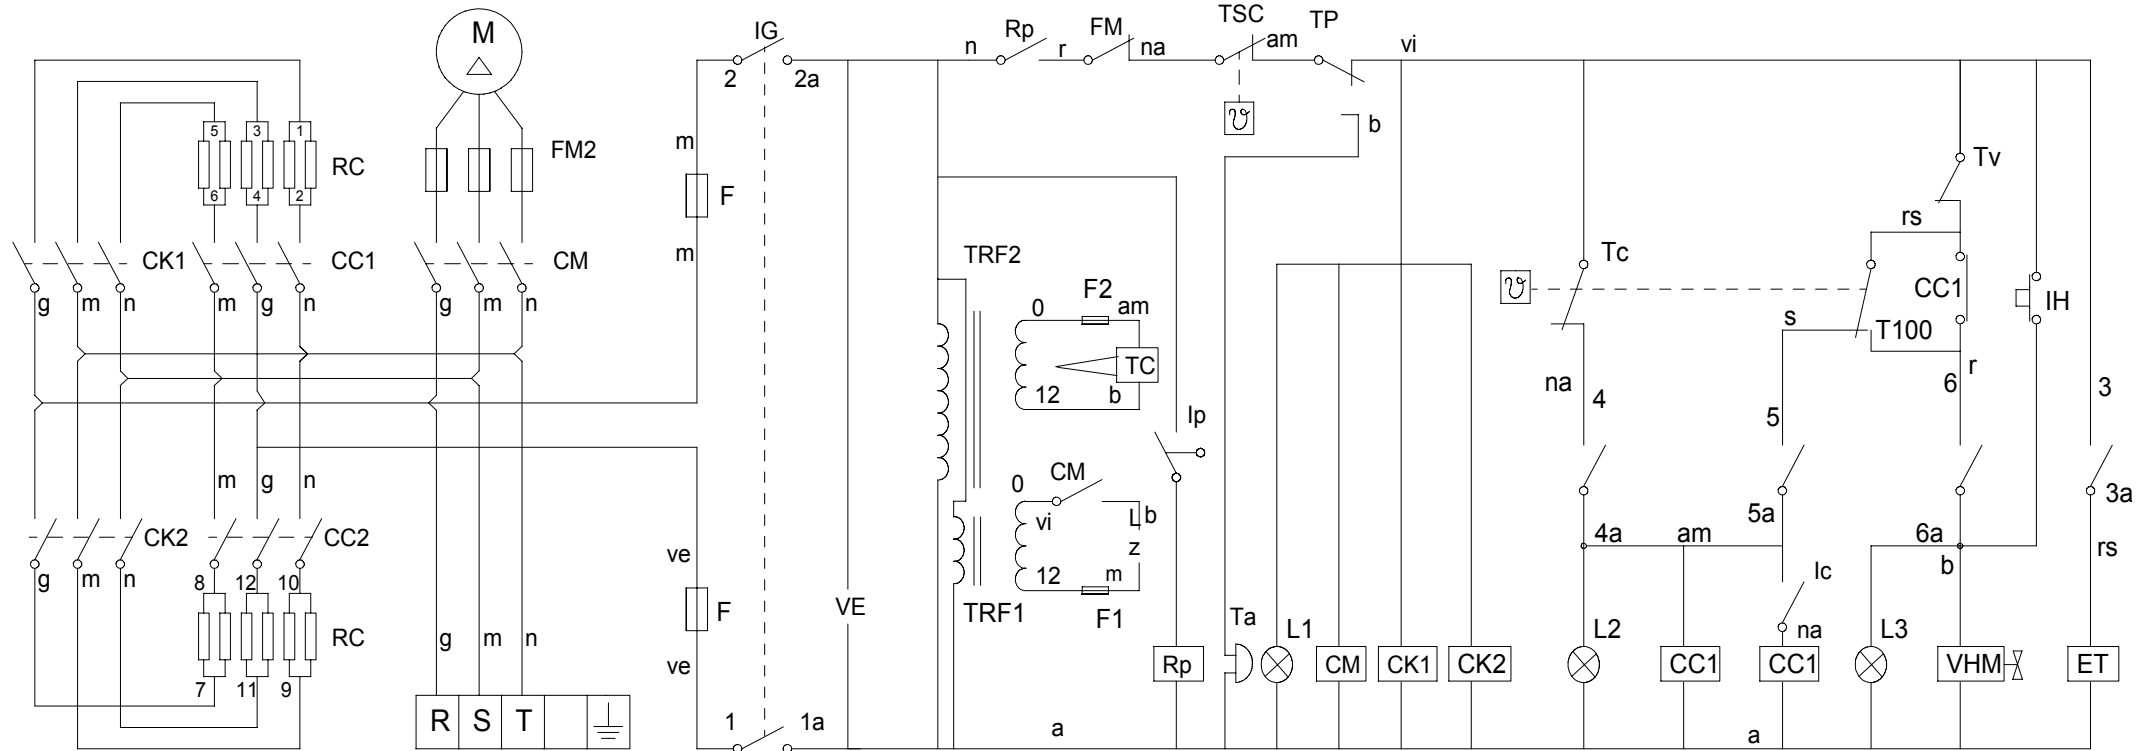 M
IG
Rp
FM
TSC
TP
n
r
na
am
vi
2
2a
ϑ
b
m
F
m
5
3
1
RC
6
4
2
FM2
CK1
CC1
CM
g
m
n
m
g
n
g
m
n
TRF2
0
F2
am
TC
12
b
Ip
0
CM
vi
L
b
z
12
m
F1
TRF1
Tv
rs
Tc
ϑ
CC1
IH
s
T100
r
na
4
5
6
3
3a
5a
4a
am
6a
b
rs
Ic
na
m
g
n
CK2
CC2
g
m
n
8
12
10
RC
7
11
9
g
m
n
R
S
T
ve
F
ve
VE
1
1a
a
Ta
L1
L2
L3
Rp
CM
CK1
CK2
CC1
CC1
VHM
ET
a